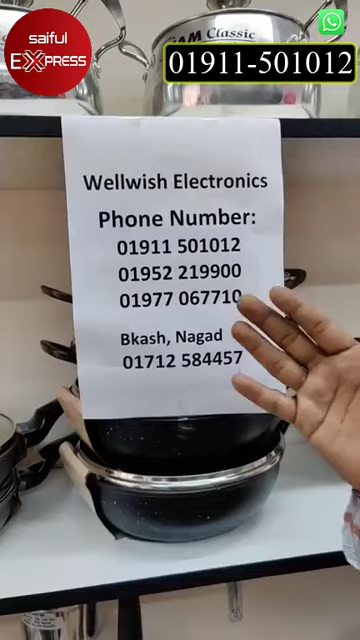 saiful
EXPRESS
AM Classic
01911-501012
Wellwish Electronics
Phone Number:
01911 501012
01952 219900
01977 067710
Bkash, Nagad
01712 584457